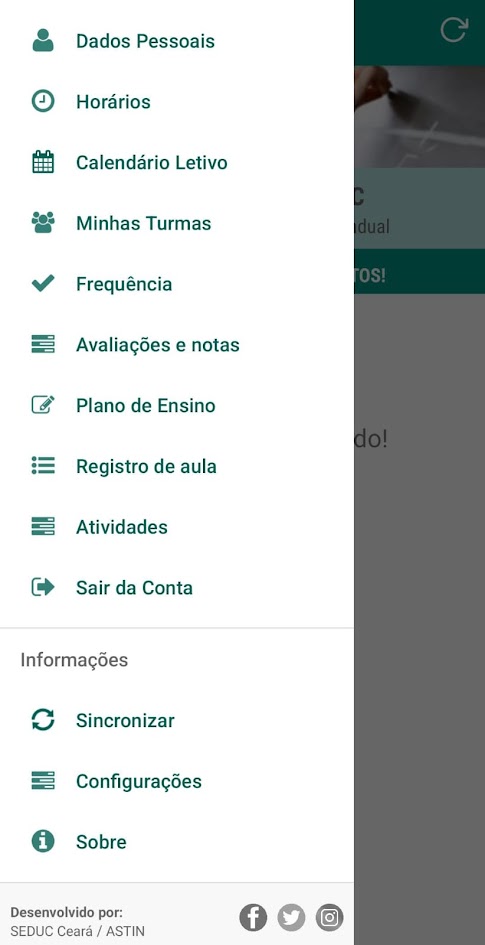 Dados Pessoais
Horários
Calendário Letivo
Minhas Turmas
Frequência
Avaliações e notas
Plano de Ensino
Registro de aula
Atividades
Sair da Conta
Informações
Sincronizar
Configurações
Sobre
Desenvolvido por:
SEDUC Ceará / ASTIN
C
dual
TOS!
do!